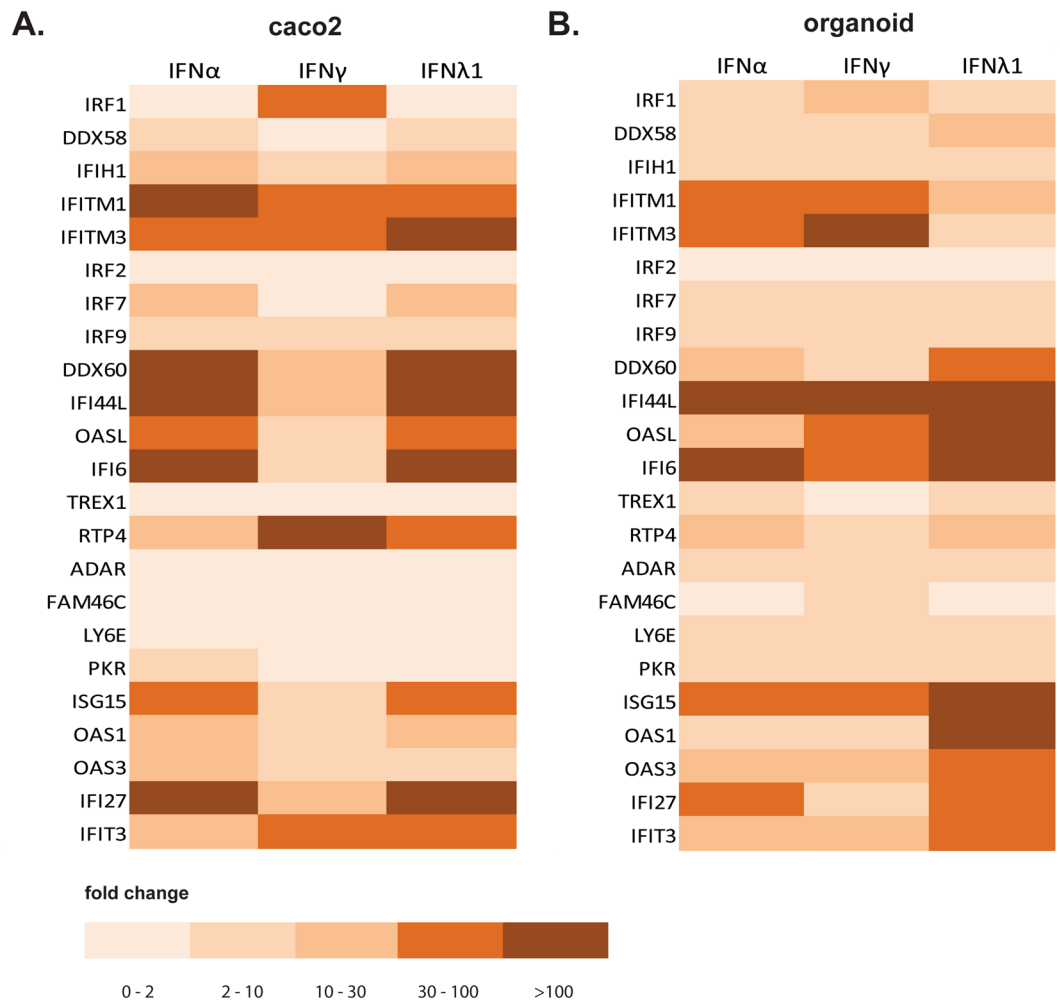 A.
caco2
IFNα IFNγ IFNλ1
IRF1
DDX58
IFIH1
IFITM1
IFITM3
IRF2
IRF7
IRF9
DDX60
IFI44L
OASL
IFI6
TREX1
RTP4
ADAR
FAM46C
LY6E
PKR
ISG15
OAS1
OAS3
IFI27
IFIT3
B.
organoid
IFNα IFNγ IFNλ1
IRF1
DDX58
IFIH1
IFITM1
IFITM3
IRF2
IRF7
IRF9
DDX60
IFI44L
OASL
IFI6
TREX1
RTP4
ADAR
FAM46C
LY6E
PKR
ISG15
OAS1
OAS3
IFI27
IFIT3
fold change
0 - 2 2 - 10 10 - 30 30 - 100 >100